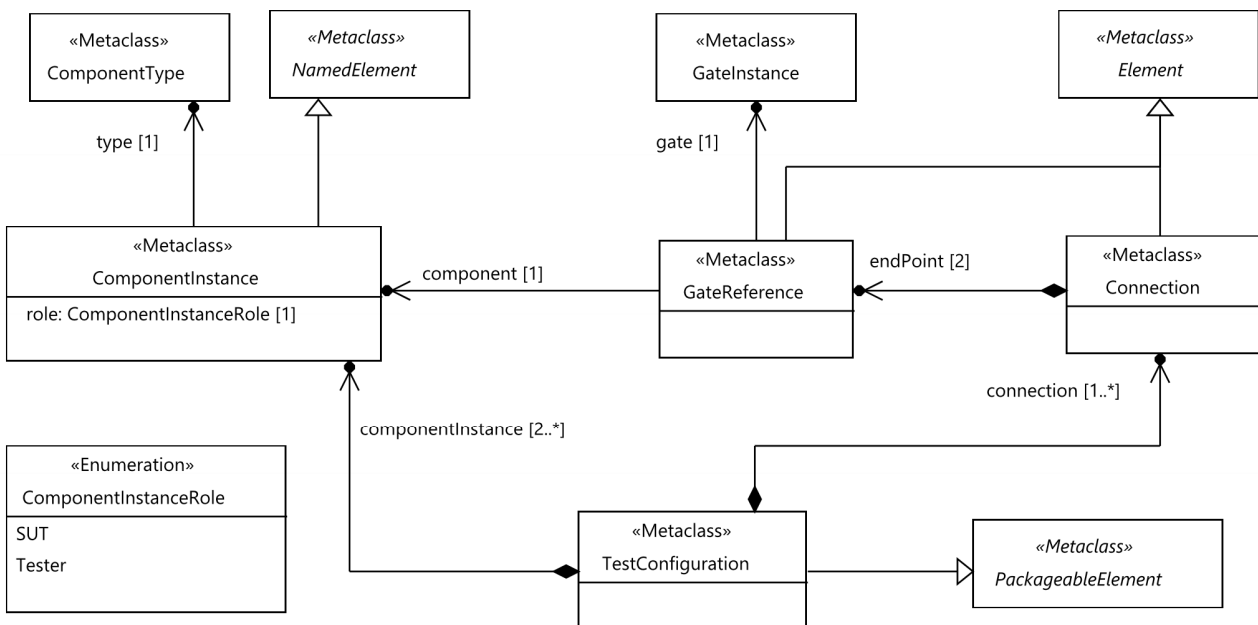 «Metaclass»
ComponentType
«Metaclass»
NamedElement
«Metaclass»
GateInstance
«Metaclass»
Element
type [1]
gate [1]
«Metaclass»
ComponentInstance
role: ComponentInstanceRole [1]
component [1]
«Metaclass»
GateReference
endPoint [2]
«Metaclass»
Connection
componentInstance [2..*]
connection [1..*]
«Enumeration»
ComponentInstanceRole
SUT
Tester
«Metaclass»
TestConfiguration
«Metaclass»
PackageableElement